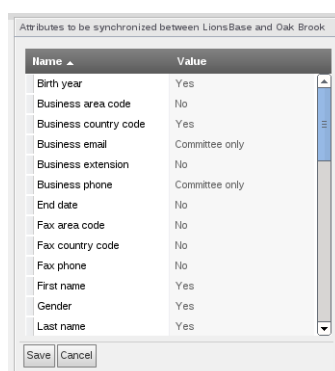 Attributes to be synchronized between LionsBase and Oak Brook
Name Value
Birth year Yes
Business area code No
Business country code Yes
Business email Committee only
Business extension No
Business phone Committee only
End date No
Fax area code No
Fax country code No
Fax phone No
First name Yes
Gender Yes
Last name Yes
Save Cancel